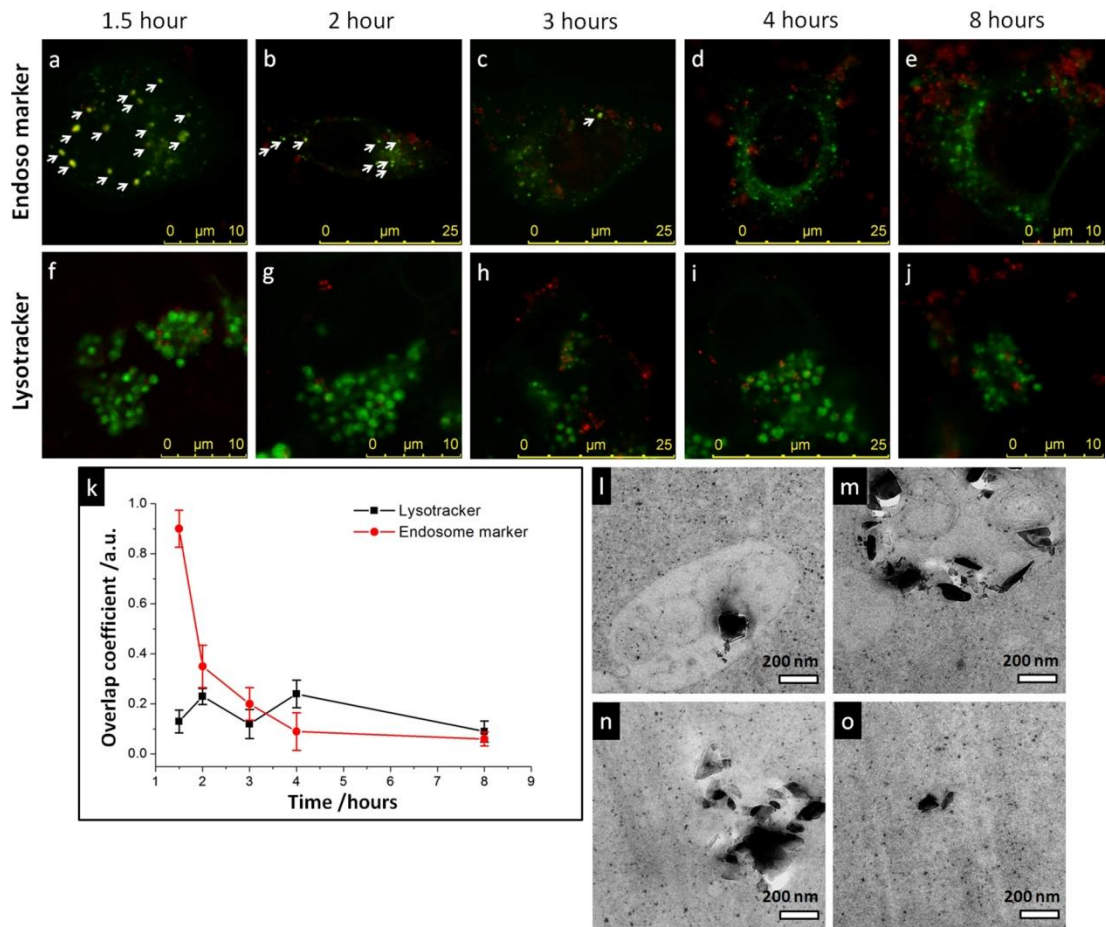 1.5 hour 2 hour 3 hours 4 hours 8 hours
Endoso marker
a b c d e
0 µm 10 0 µm 25 0 µm 25 0 µm 25 0 µm 10
Lysotracker
f g h i j
0 µm 10 0 µm 10 0 µm 25 0 µm 25 0 µm 10
k
Lysotracker
Endosome marker
Overlap coefficient /a.u.
1.0
0.8
0.6
0.4
0.2
0.0
1 2 3 4 5 6 7 8 9
Time /hours
l m
200 nm 200 nm
n o
200 nm 200 nm